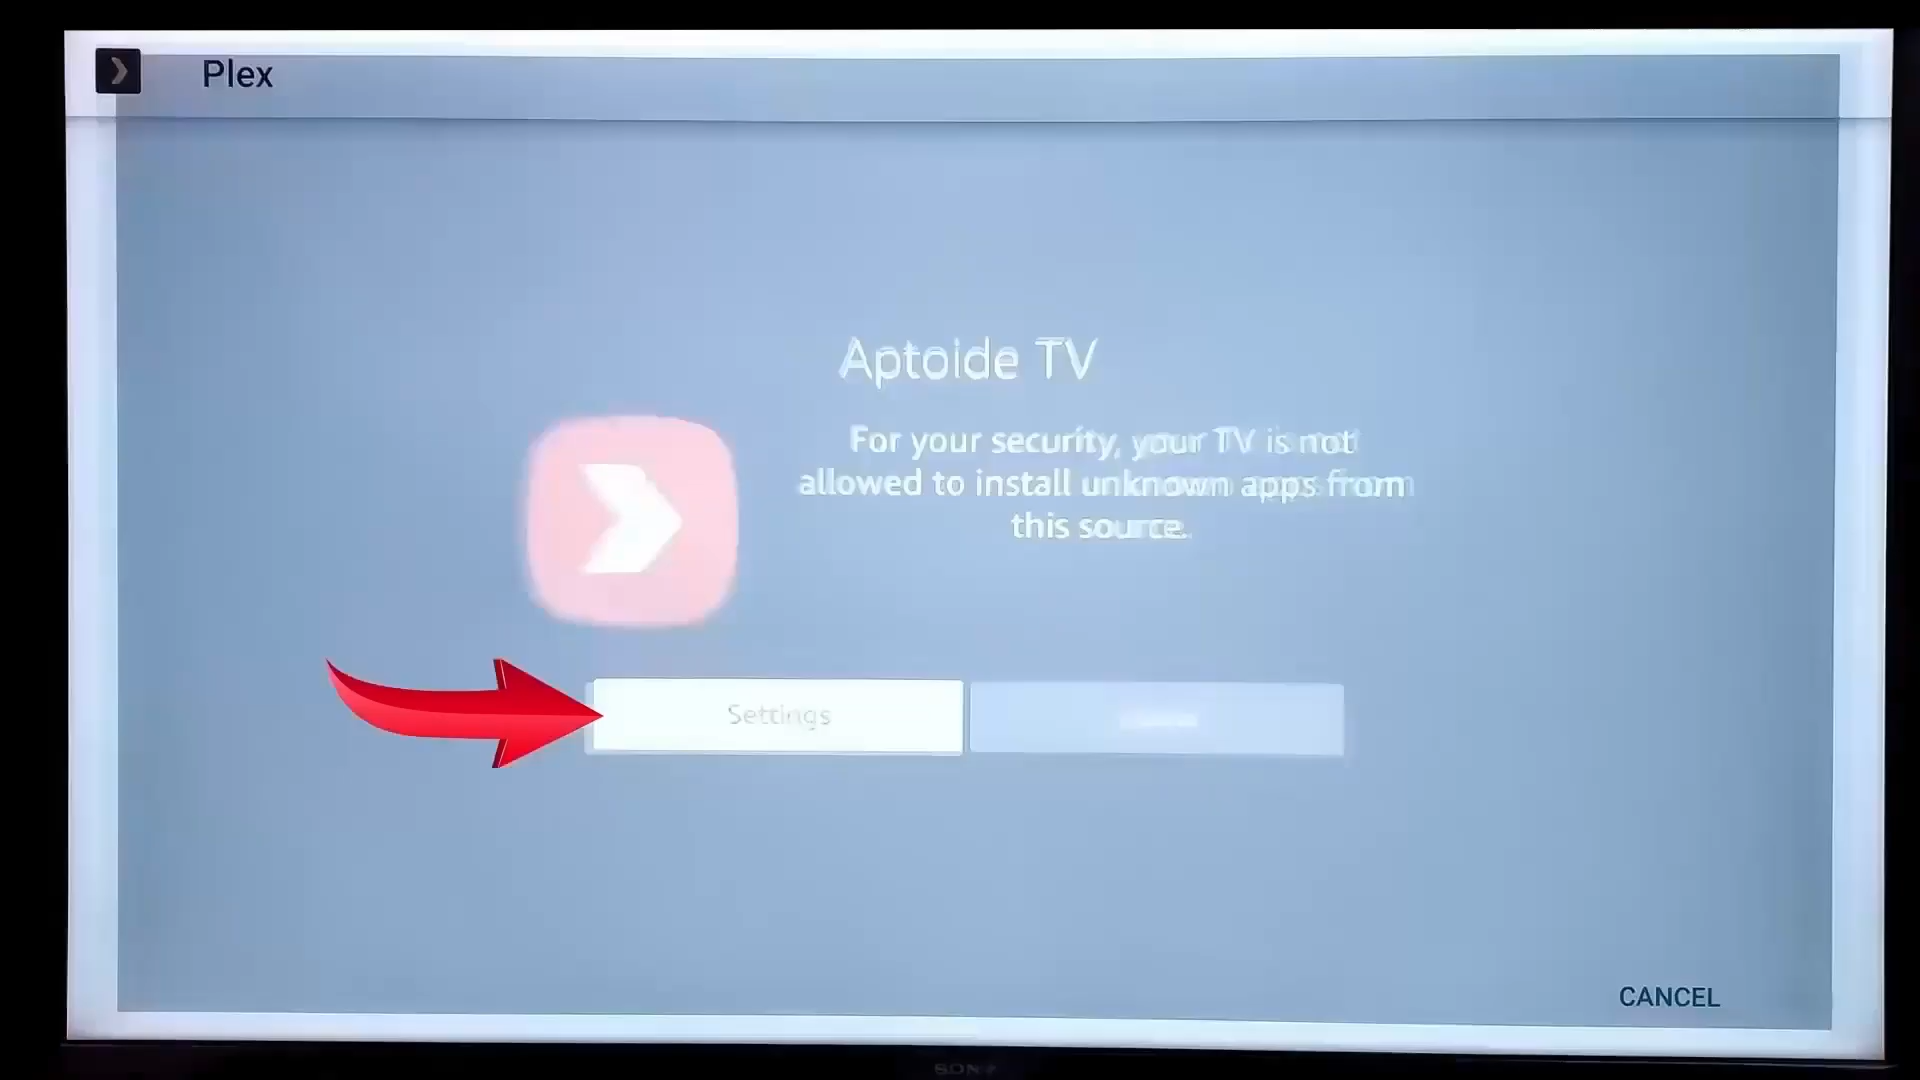 Plex
Aptoide TV
For your security, your TV is not
allowed to install unknown apps from
this source.
Settings
CANCEL
SONY